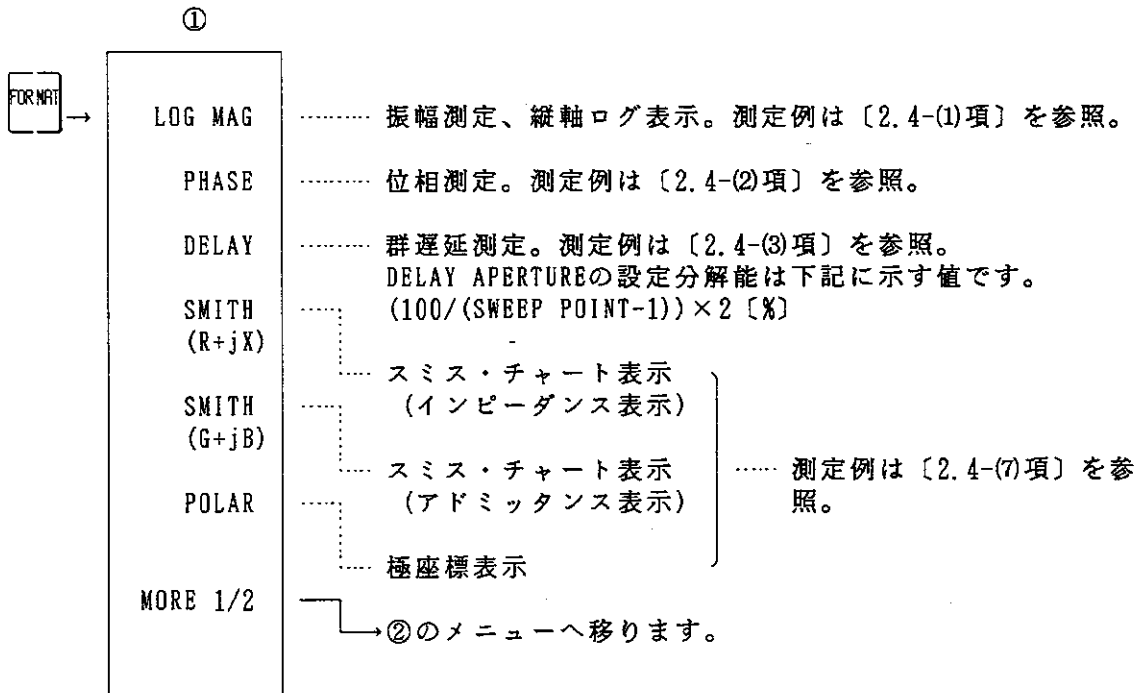 ①
FORMAT
→ LOG MAG ……… 振幅測定、縦軸ログ表示。測定例は〔2.4-(1)項〕を参照。
PHASE ……… 位相測定。測定例は〔2.4-(2)項〕を参照。
DELAY ……… 群遅延測定。測定例は〔2.4-(3)項〕を参照。
DELAY APERTUREの設定分解能は下記に示す値です。
SMITH …… (100/(SWEEP POINT-1))×2〔%〕
(R+jX)
…… スミス・チャート表示
SMITH …… (インピーダンス表示)
(G+jB)
…… スミス・チャート表示 …… 測定例は〔2.4-(7)項〕を参
POLAR …… (アドミッタンス表示) 照。
…… 極座標表示
MORE 1/2
→②のメニューへ移ります。